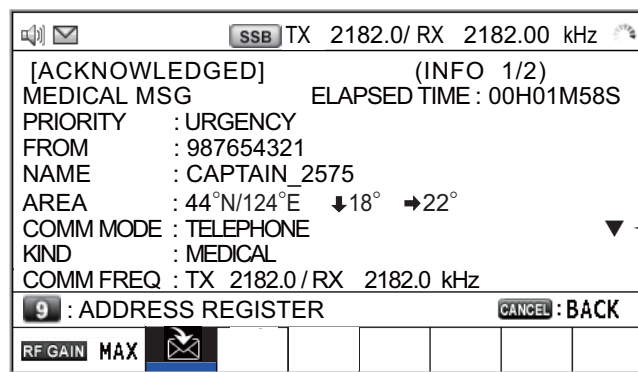 SSB TX 2182.0/ RX 2182.00 kHz
[ACKNOWLEDGED] (INFO 1/2)
MEDICAL MSG ELAPSED TIME : 00H01M58S
PRIORITY : URGENCY
FROM : 987654321
NAME : CAPTAIN_2575
AREA : 44°N/124°E ⬇18° ➡22°
COMM MODE : TELEPHONE ▼
KIND : MEDICAL
COMM FREQ : TX 2182.0 / RX 2182.0 kHz
9 : ADDRESS REGISTER CANCEL : BACK
RF GAIN MAX